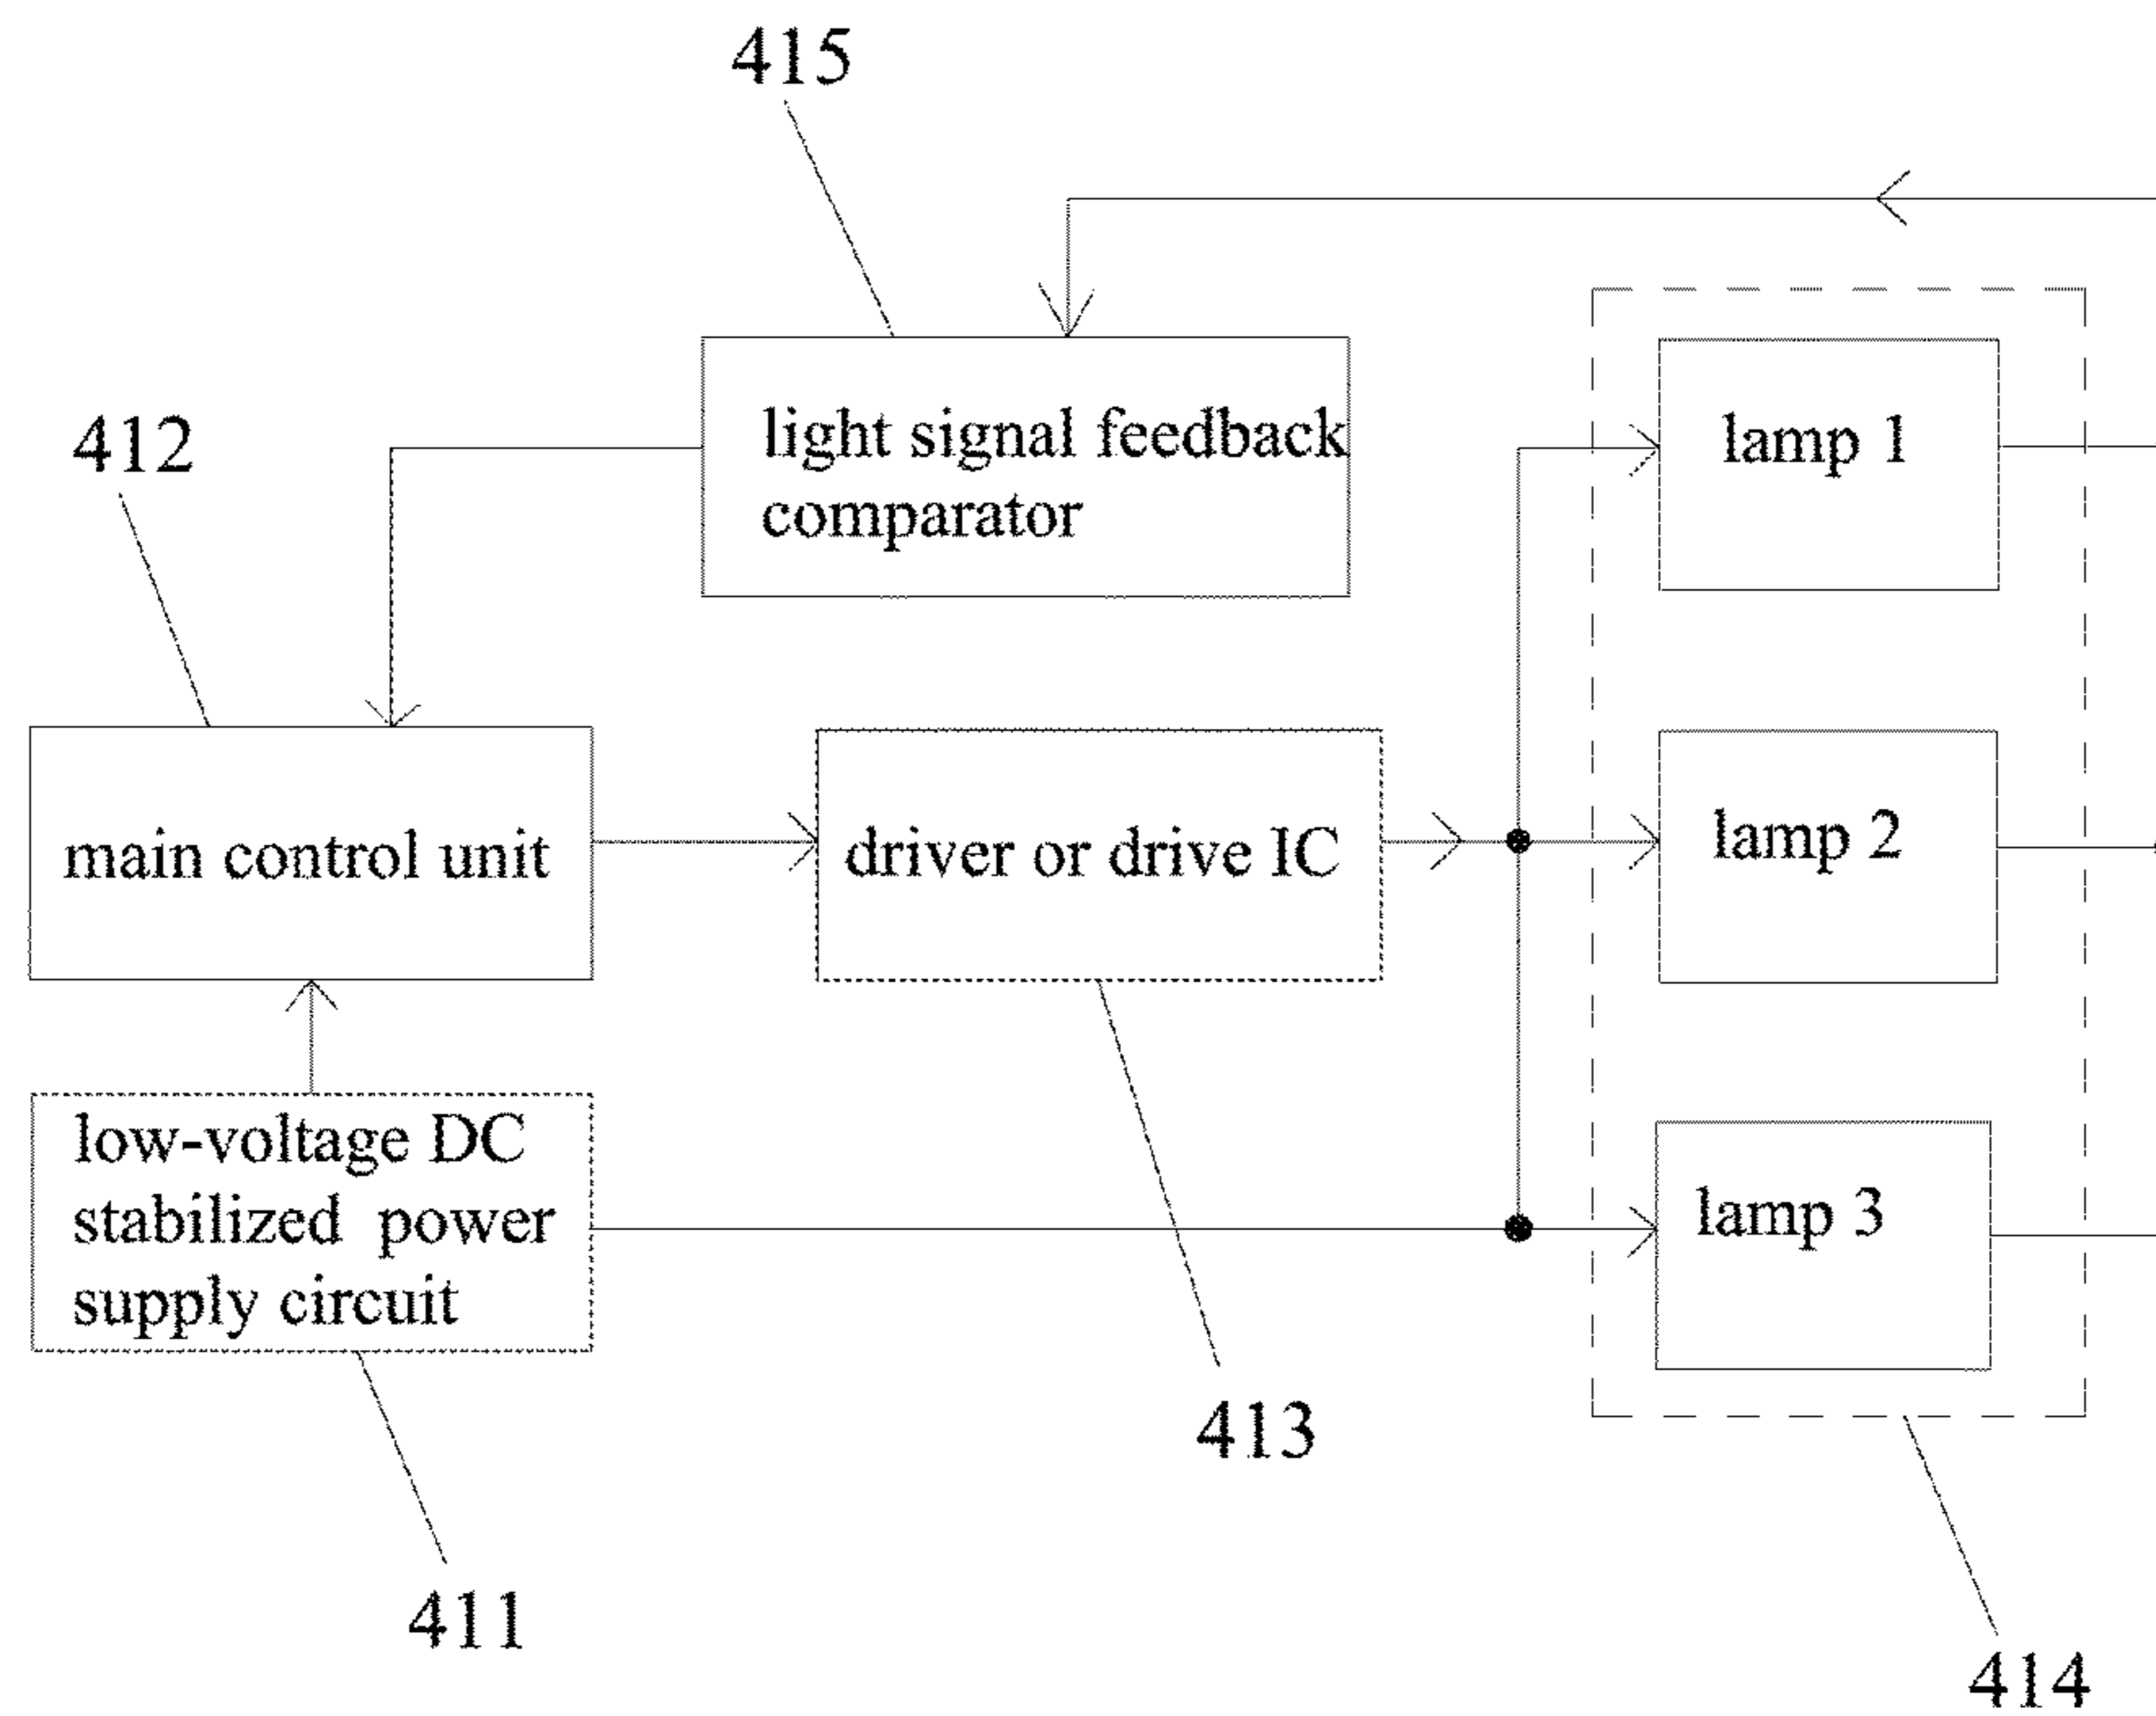 415
412
light signal feedback
comparator
lamp 1
main control unit
driver or drive IC
lamp 2
low-voltage DC
stabilized power
supply circuit
lamp 3
413
411
414